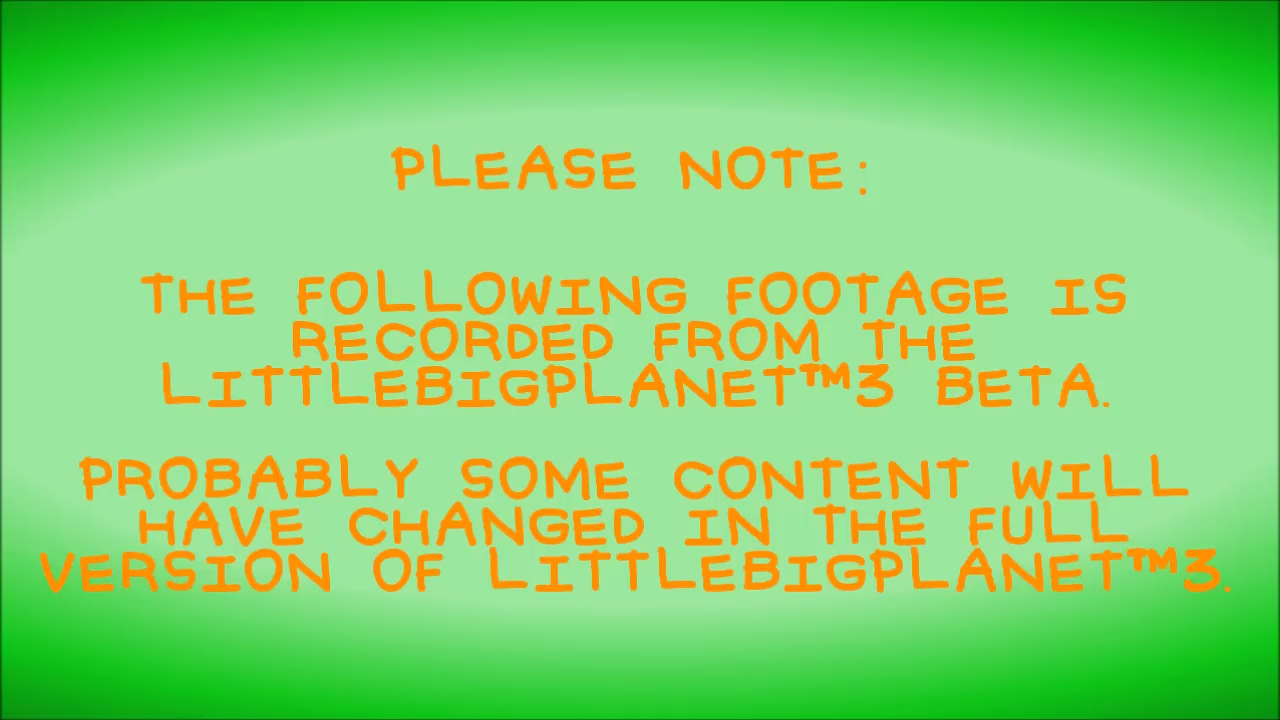 PLEASE NOTE:
THE FOLLOWING FOOTAGE IS
RECORDED FROM THE
LITTLEBIGPLANET™3 BETA.
PROBABLY SOME CONTENT WILL
HAVE CHANGED IN THE FULL
VERSION OF LITTLEBIGPLANET™3.